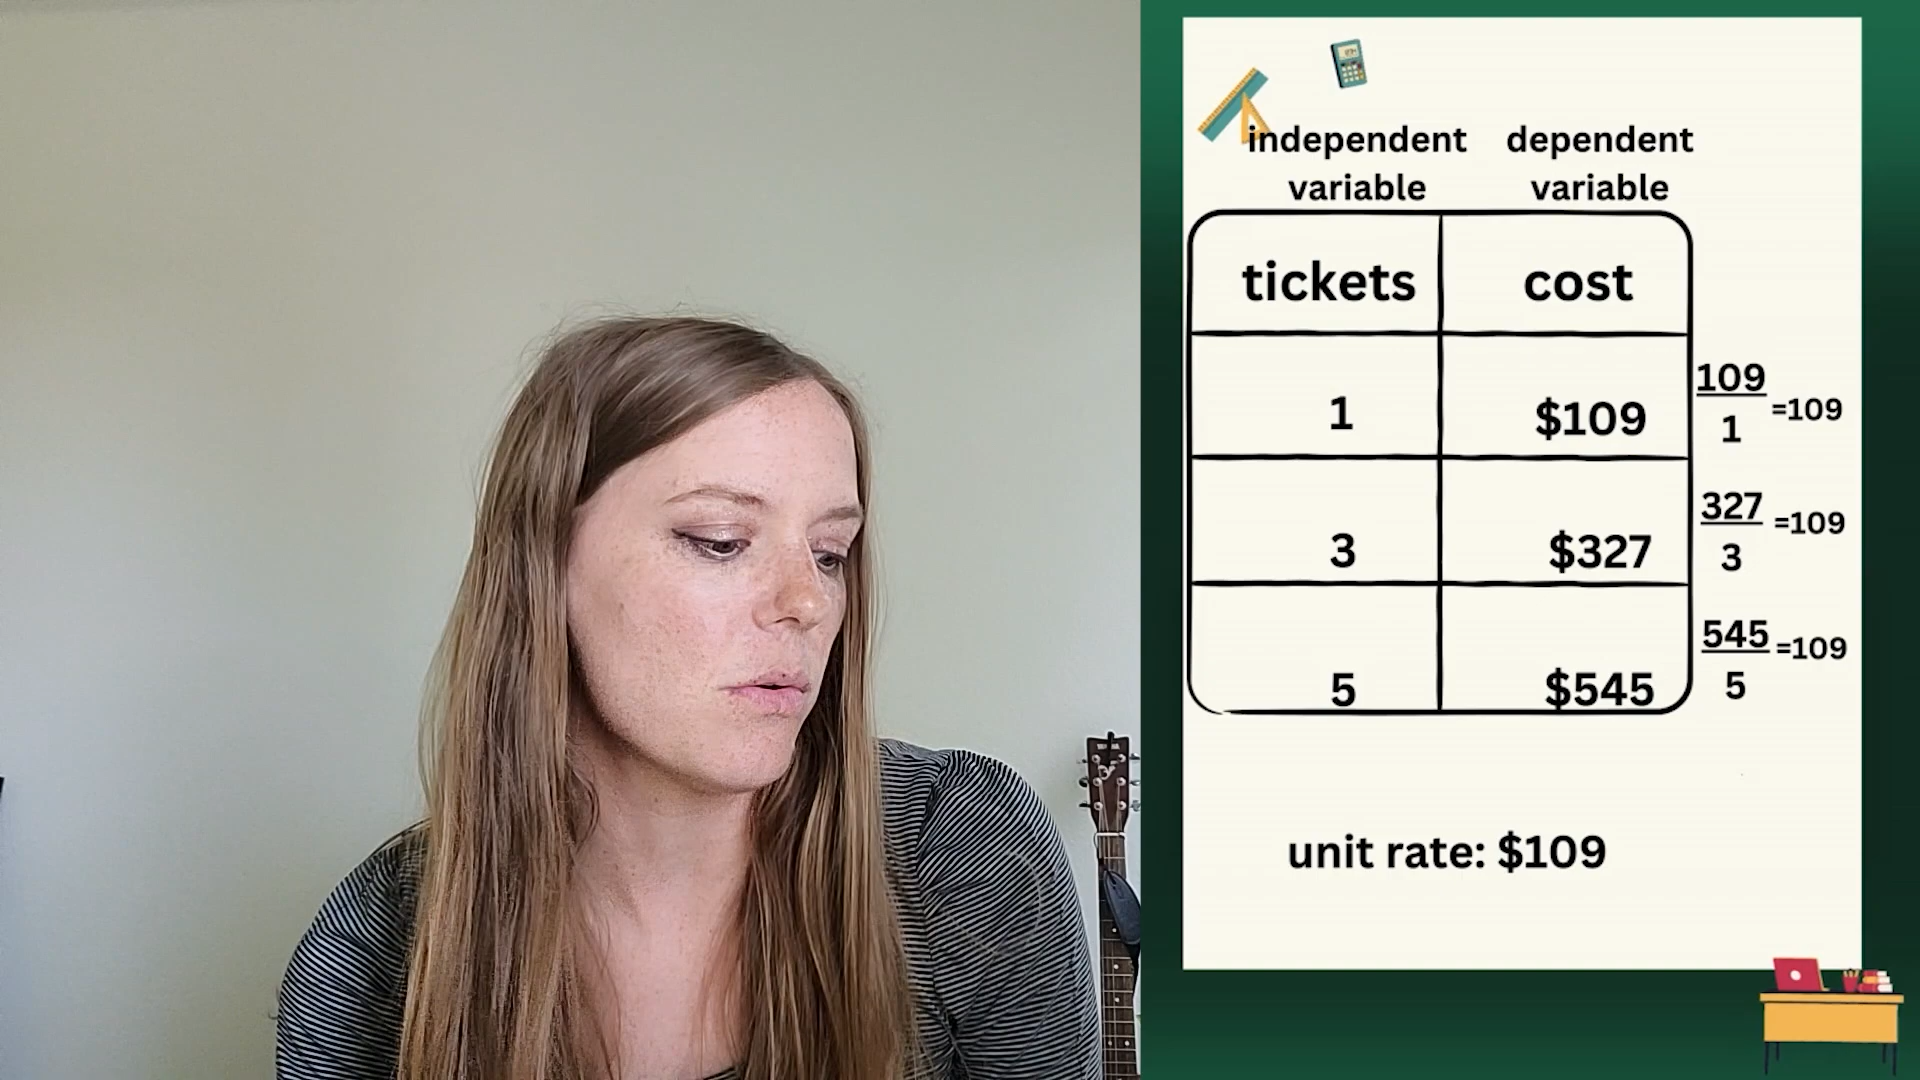 independent dependent
variable variable
tickets cost
1 $109 109/1 =109
3 $327 327/3 =109
5 $545 545/5 =109
unit rate: $109